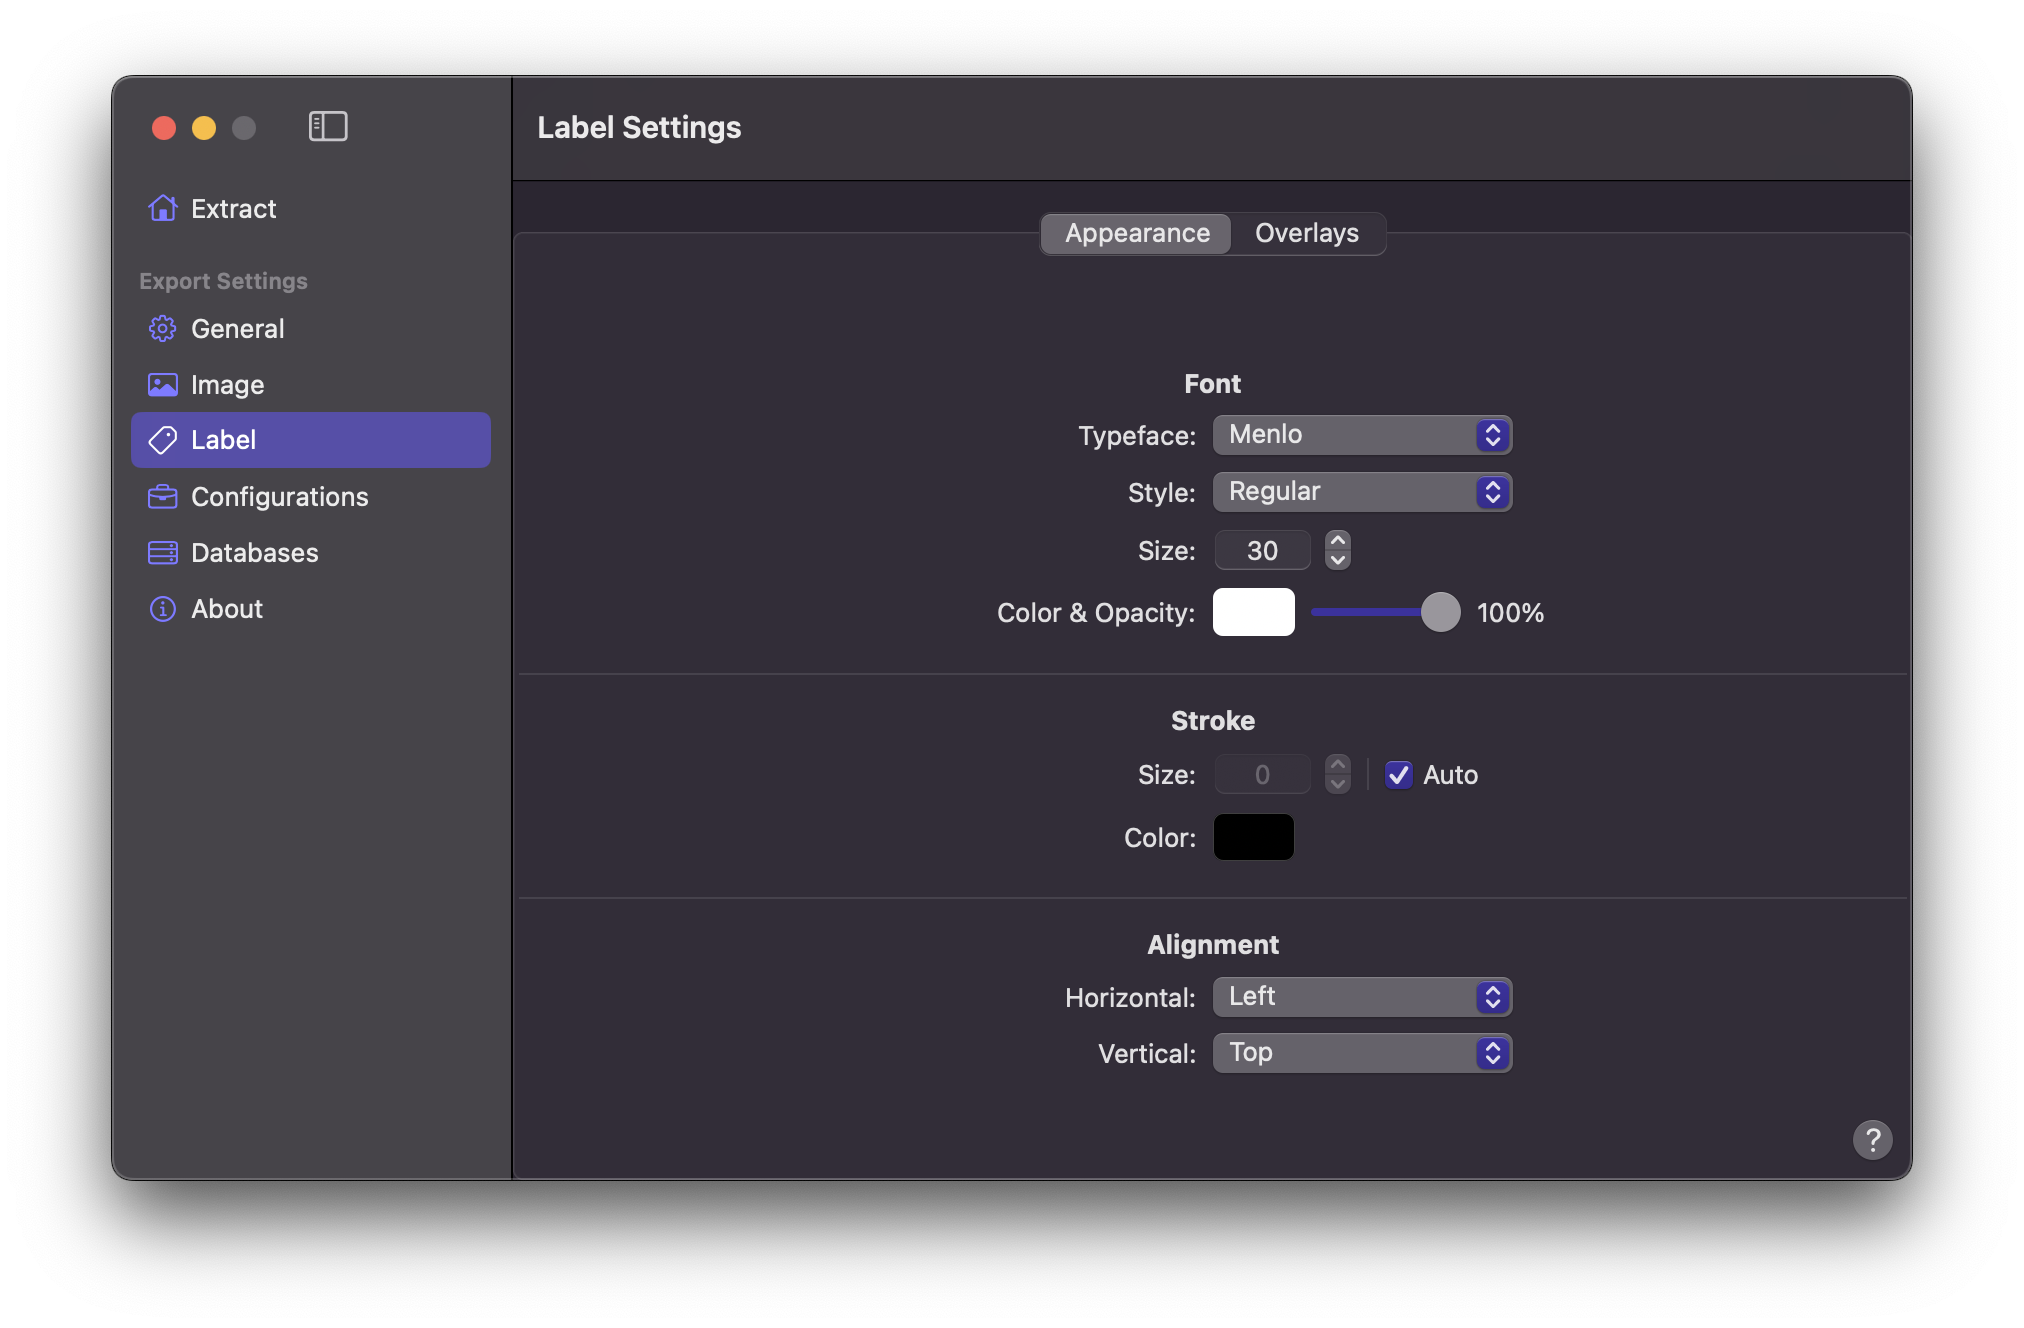 Label Settings
Extract
Export Settings
General
Image
Label
Configurations
Databases
About
Appearance Overlays
Font
Typeface: Menlo
Style: Regular
Size: 30
Color & Opacity: 100%
Stroke
Size: 0 Auto
Color:
Alignment
Horizontal: Left
Vertical: Top
?